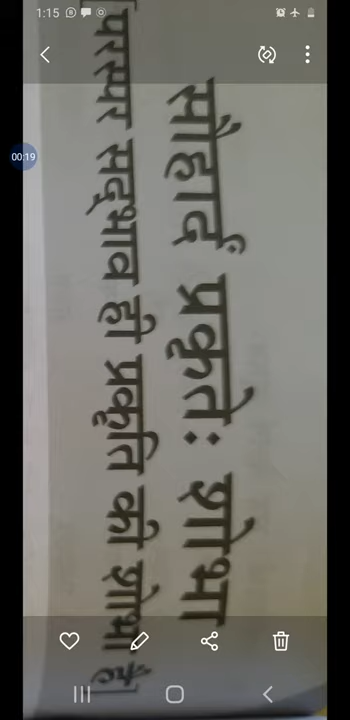 1:15
00:19
सौहार्दं प्रकृतेः शोभा
[परस्पर सद्भाव ही प्रकृति की शोभा है]